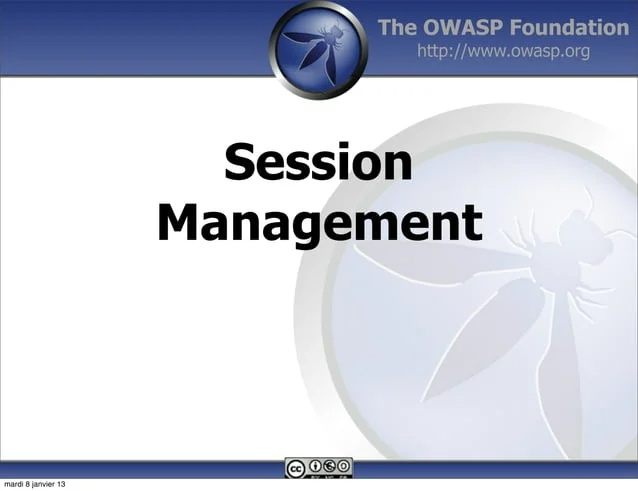 The OWASP Foundation
http://www.owasp.org
Session
Management
mardi 8 janvier 13